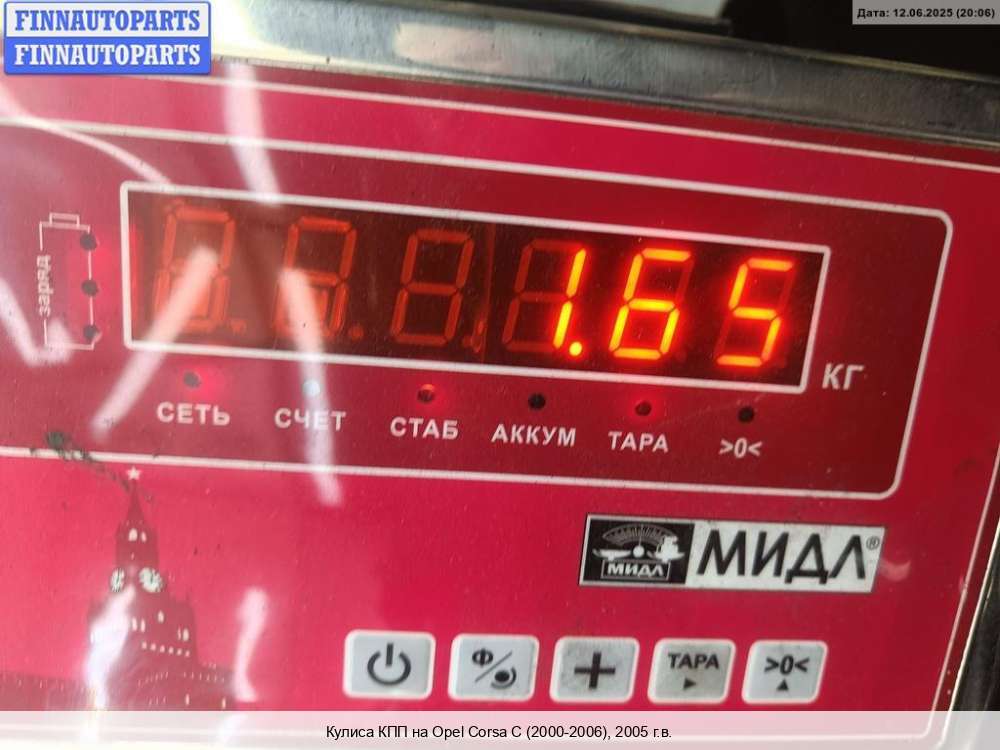 FINNAUTOPARTS
FINNAUTOPARTS
Дата: 12.06.2025 (20:06)
заряд
1.65
КГ
СЕТЬ СЧЕТ СТАБ АККУМ ТАРА >0<
МИДЛ МИДЛ®
Ф ТАРА >0<
Кулиса КПП на Opel Corsa C (2000-2006), 2005 г.в.